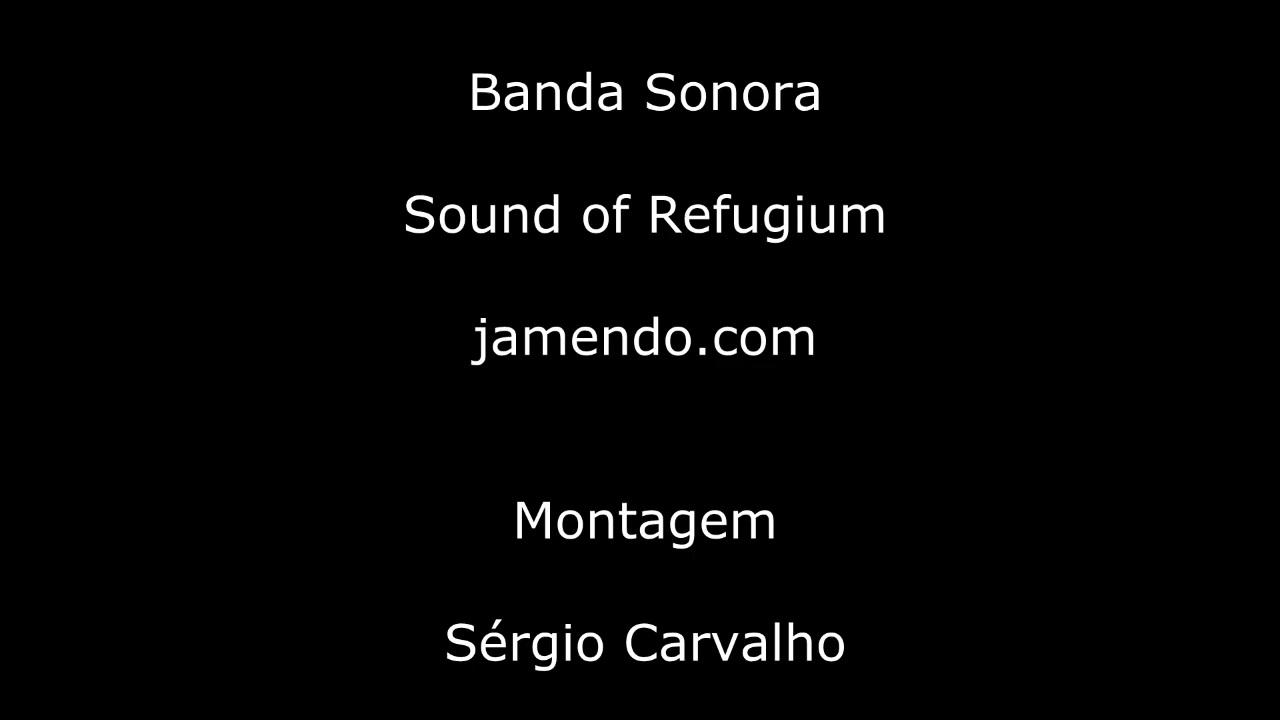 Banda Sonora
Sound of Refugium
jamendo.com
Montagem
Sérgio Carvalho